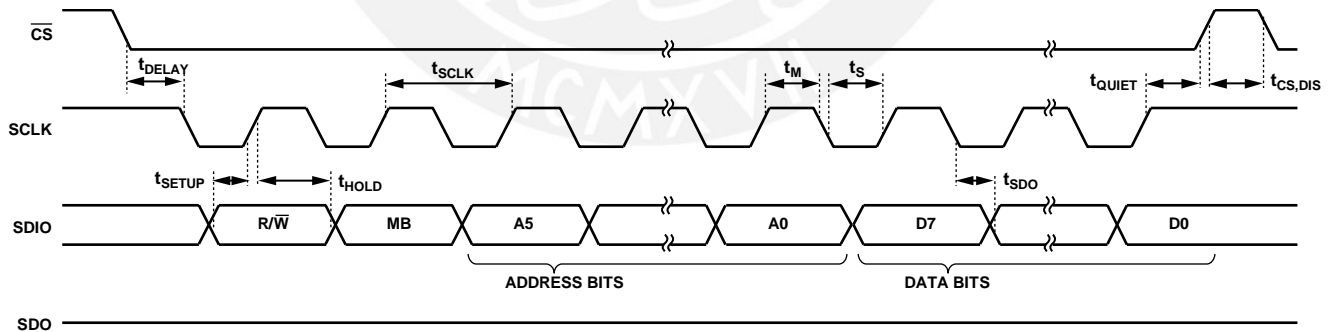 CS
tDELAY
tSCLK
tM
tS
tQUIET
tCS,DIS
SCLK
tSETUP
tHOLD
tSDO
SDIO
R/W
MB
A5
A0
D7
D0
ADDRESS BITS
DATA BITS
SDO
MCMXVII